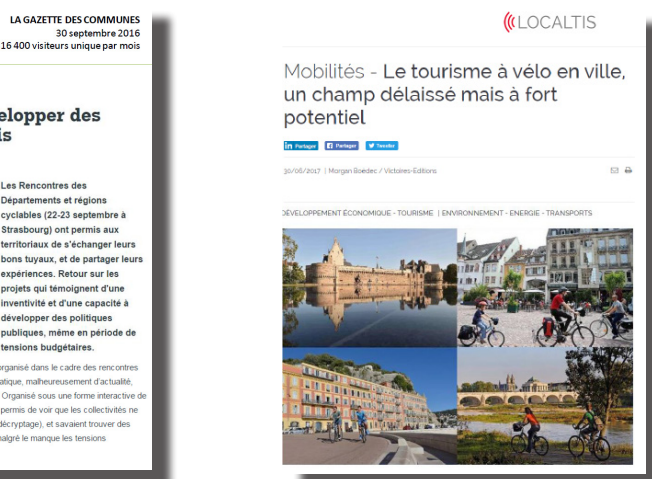 LA GAZETTE DES COMMUNES
30 septembre 2016
16 400 visiteurs unique par mois
elopper des
is
Les Rencontres des
Départements et régions
cyclables (22-23 septembre à
Strasbourg) ont permis aux
territoriaux de s'échanger leurs
bons tuyaux, et de partager leurs
expériences. Retour sur les
projets qui témoignent d'une
inventivité et d'une capacité à
développer des politiques
publiques, même en période de
tensions budgétaires.
organisé dans le cadre des rencontres
atique, malheureusement d'actualité,
Organisé sous une forme interactive de
permis de voir que les collectivités ne
décryptage), et savaient trouver des
malgré le manque les tensions
LOCALTIS
Mobilités - Le tourisme à vélo en ville,
un champ délaissé mais à fort
potentiel
in Partager f Partager Tweeter
30/06/2017 | Morgan Boëdec / Victoires-Editions
DÉVELOPPEMENT ÉCONOMIQUE - TOURISME | ENVIRONNEMENT - ENERGIE - TRANSPORTS